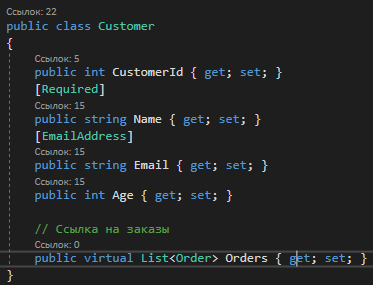 Ссылок: 22
public class Customer
{
Ссылок: 5
public int CustomerId { get; set; }
[Required]
Ссылок: 15
public string Name { get; set; }
[EmailAddress]
Ссылок: 15
public string Email { get; set; }
Ссылок: 15
public int Age { get; set; }
// Ссылка на заказы
Ссылок: 0
public virtual List<Order> Orders { get; set; }
}